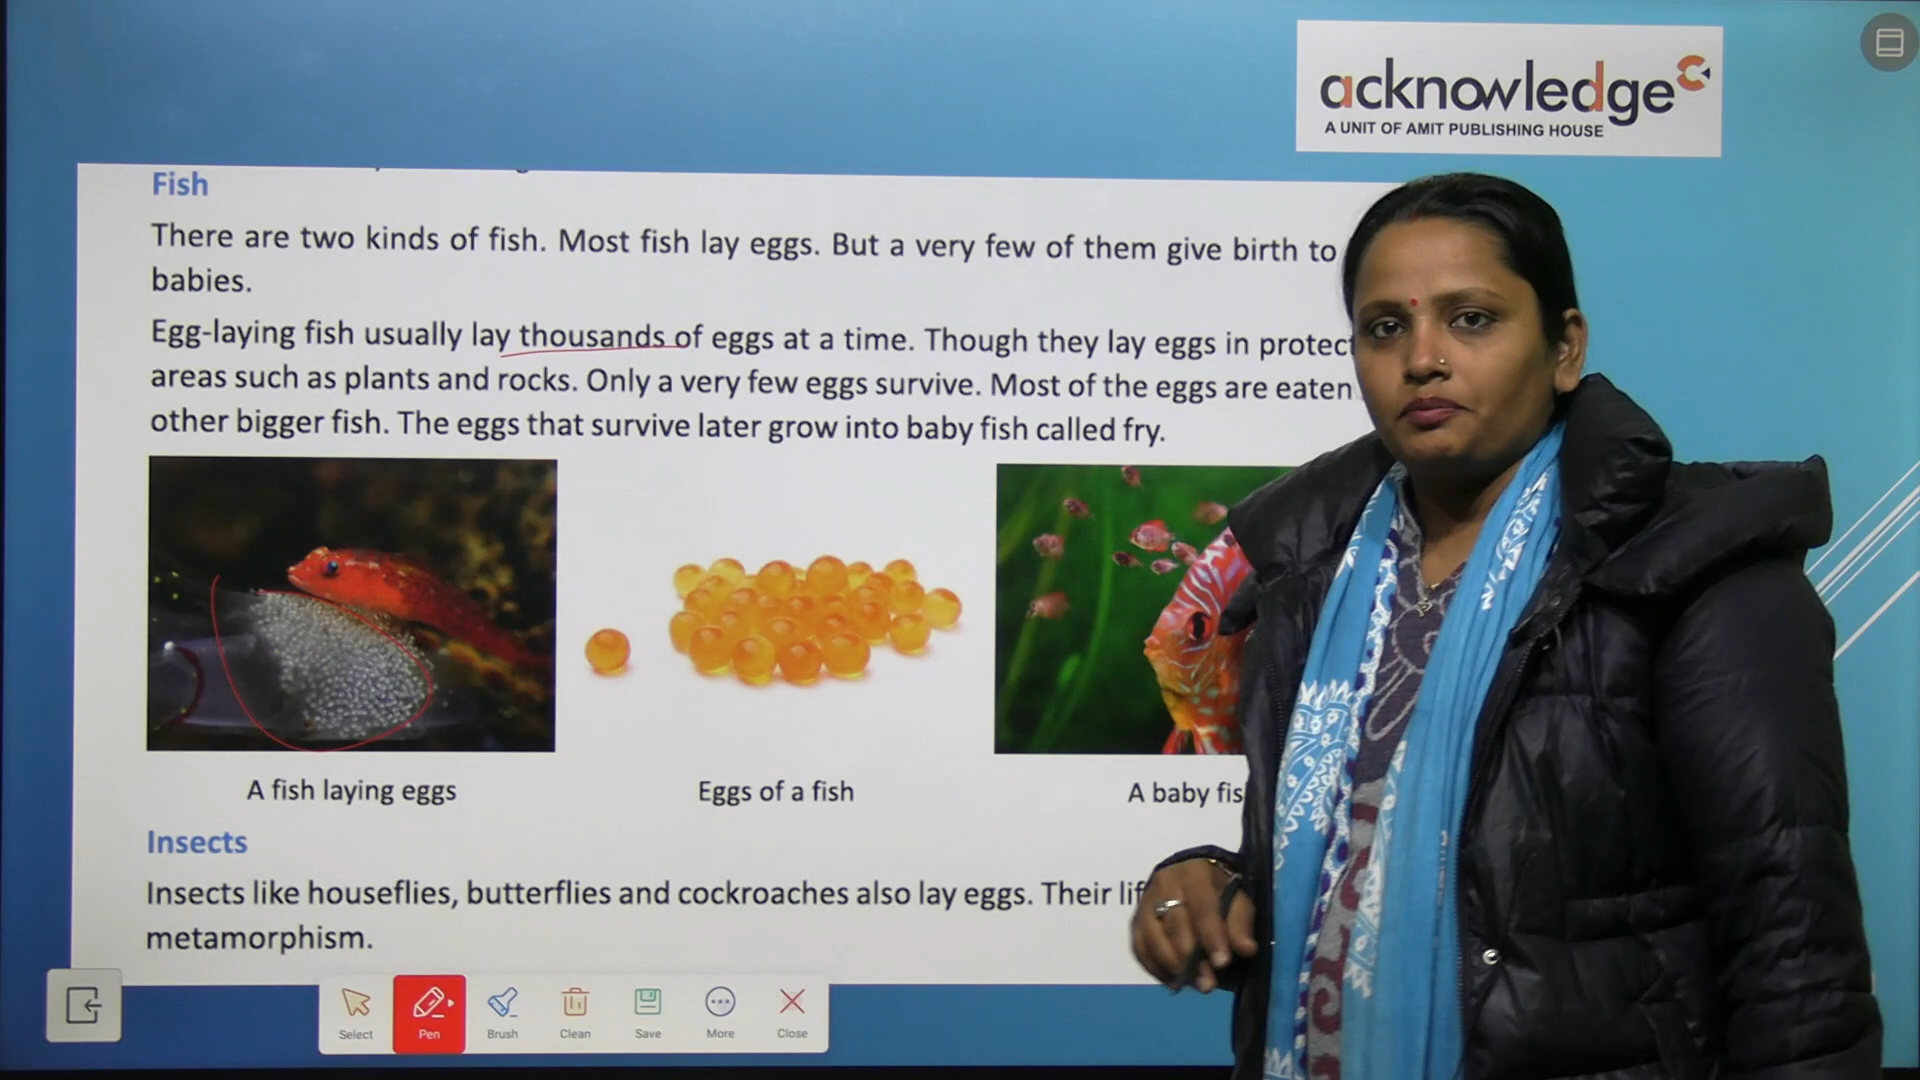 acknowledge
A UNIT OF AMIT PUBLISHING HOUSE
Fish
There are two kinds of fish. Most fish lay eggs. But a very few of them give birth to
babies.
Egg-laying fish usually lay thousands of eggs at a time. Though they lay eggs in protect
areas such as plants and rocks. Only a very few eggs survive. Most of the eggs are eaten
other bigger fish. The eggs that survive later grow into baby fish called fry.
A fish laying eggs
Eggs of a fish
A baby fis
Insects
Insects like houseflies, butterflies and cockroaches also lay eggs. Their lif
metamorphism.
Select
Pen
Brush
Clean
Save
More
Close